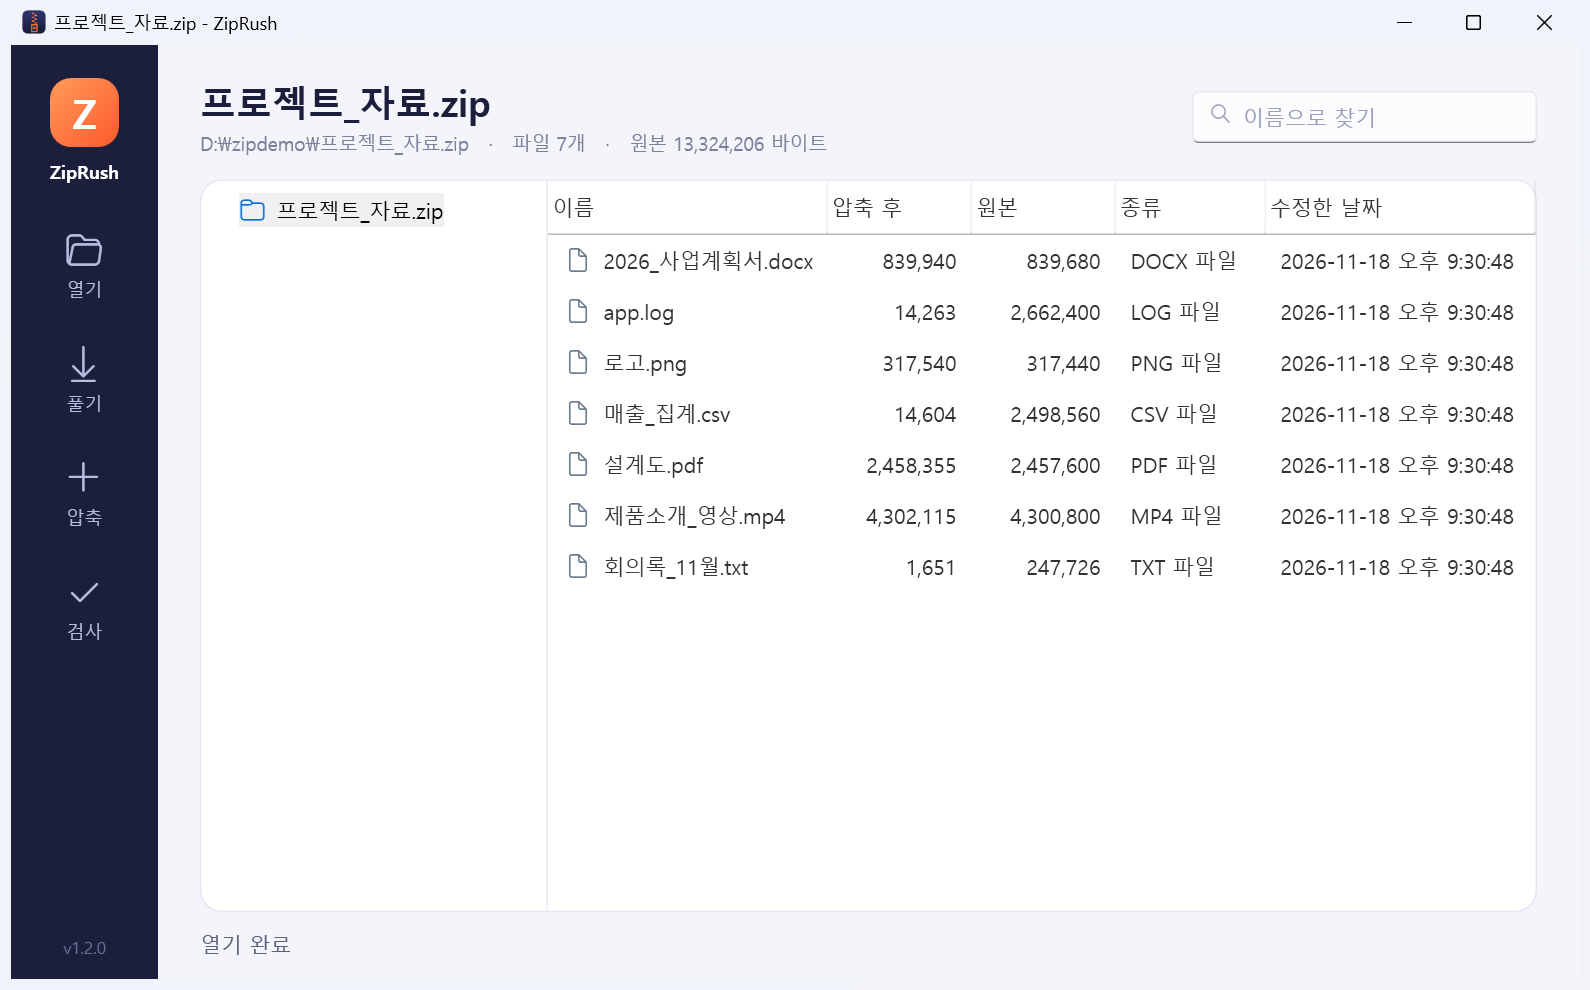 프로젝트_자료.zip - ZipRush
Z
ZipRush
열기
풀기
압축
검사
v1.2.0
프로젝트_자료.zip
D:₩zipdemo₩프로젝트_자료.zip · 파일 7개 · 원본 13,324,206 바이트
이름으로 찾기
프로젝트_자료.zip
이름 압축 후 원본 종류 수정한 날짜
2026_사업계획서.docx 839,940 839,680 DOCX 파일 2026-11-18 오후 9:30:48
app.log 14,263 2,662,400 LOG 파일 2026-11-18 오후 9:30:48
로고.png 317,540 317,440 PNG 파일 2026-11-18 오후 9:30:48
매출_집계.csv 14,604 2,498,560 CSV 파일 2026-11-18 오후 9:30:48
설계도.pdf 2,458,355 2,457,600 PDF 파일 2026-11-18 오후 9:30:48
제품소개_영상.mp4 4,302,115 4,300,800 MP4 파일 2026-11-18 오후 9:30:48
회의록_11월.txt 1,651 247,726 TXT 파일 2026-11-18 오후 9:30:48
열기 완료